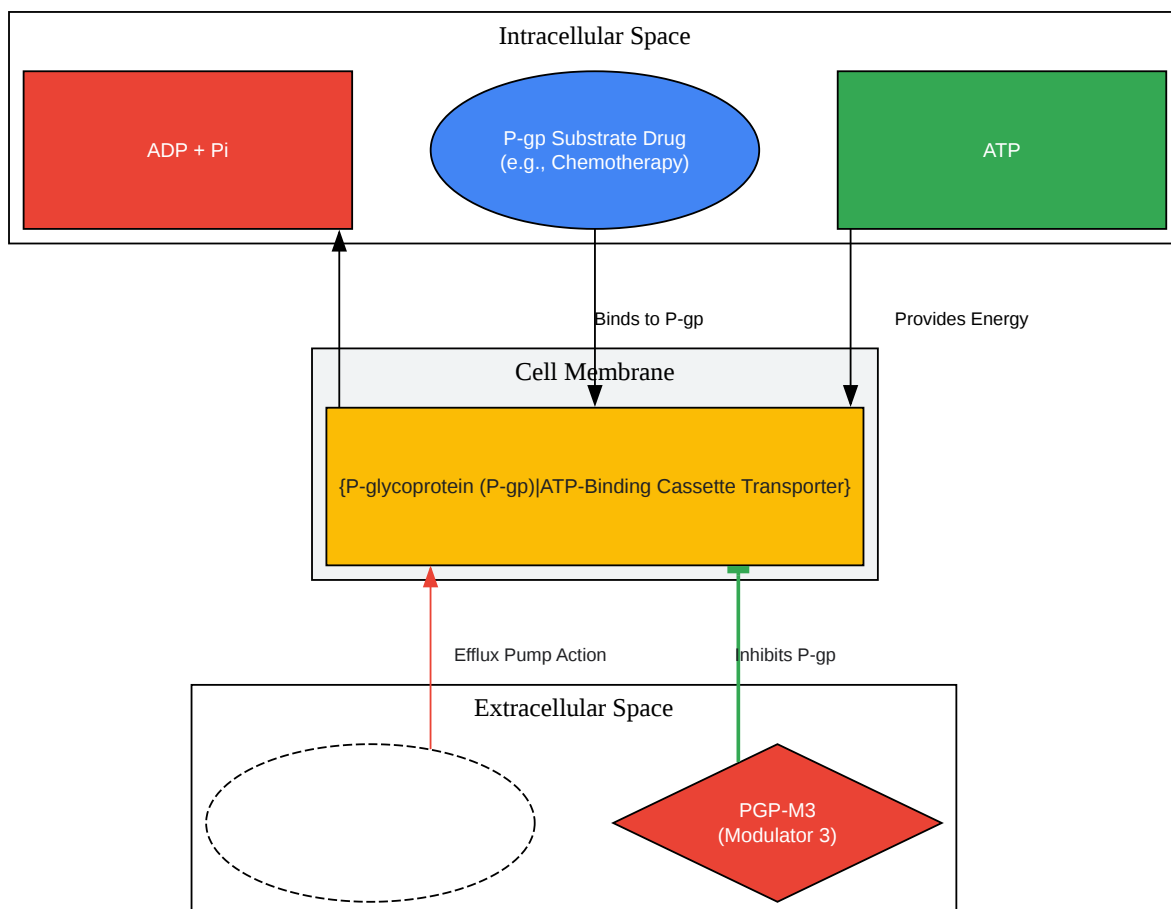 Intracellular Space
ADP + Pi
P-gp Substrate Drug
(e.g., Chemotherapy)
ATP
Binds to P-gp
Provides Energy
Cell Membrane
{P-glycoprotein (P-gp)|ATP-Binding Cassette Transporter}
Efflux Pump Action
Inhibits P-gp
Extracellular Space
PGP-M3
(Modulator 3)